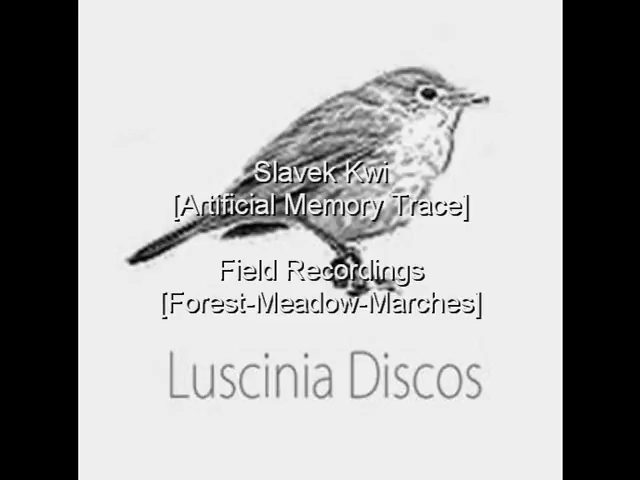 Slavek Kwi
[Artificial Memory Trace]
Field Recordings
[Forest-Meadow-Marches]
Luscinia Discos